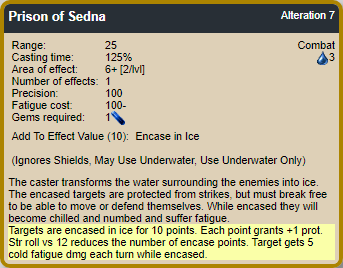 Prison of Sedna Alteration 7
Range: 25 Combat
Casting time: 125% 3
Area of effect: 6+ [2/lvl]
Number of effects: 1
Precision: 100
Fatigue cost: 100-
Gems required: 1
Add To Effect Value (10): Encase in Ice
(Ignores Shields, May Use Underwater, Use Underwater Only)
The caster transforms the water surrounding the enemies into ice.
The encased targets are protected from strikes, but must break free
to be able to move or defend themselves. While encased they will
become chilled and numbed and suffer fatigue.
Targets are encased in ice for 10 points. Each point grants +1 prot.
Str roll vs 12 reduces the number of encase points. Target gets 5
cold fatigue dmg each turn while encased.